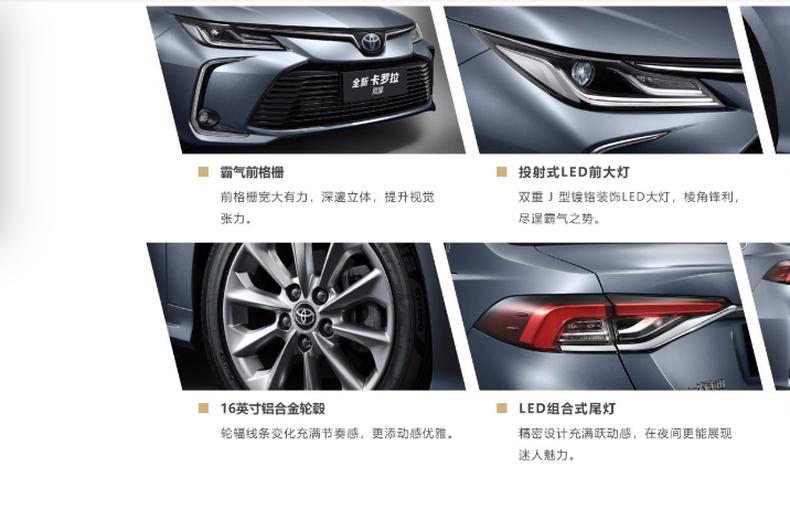 全新 卡罗拉
双擎
霸气前格栅
前格栅宽大有力，深邃立体，提升视觉
张力。
投射式LED前大灯
双重 J 型镀铬装饰LED大灯，棱角锋利，
尽逞霸气之势。
16英寸铝合金轮毂
轮辐线条变化充满节奏感，更添动感优雅。
LED组合式尾灯
精密设计充满跃动感，在夜间更能展现
迷人魅力。